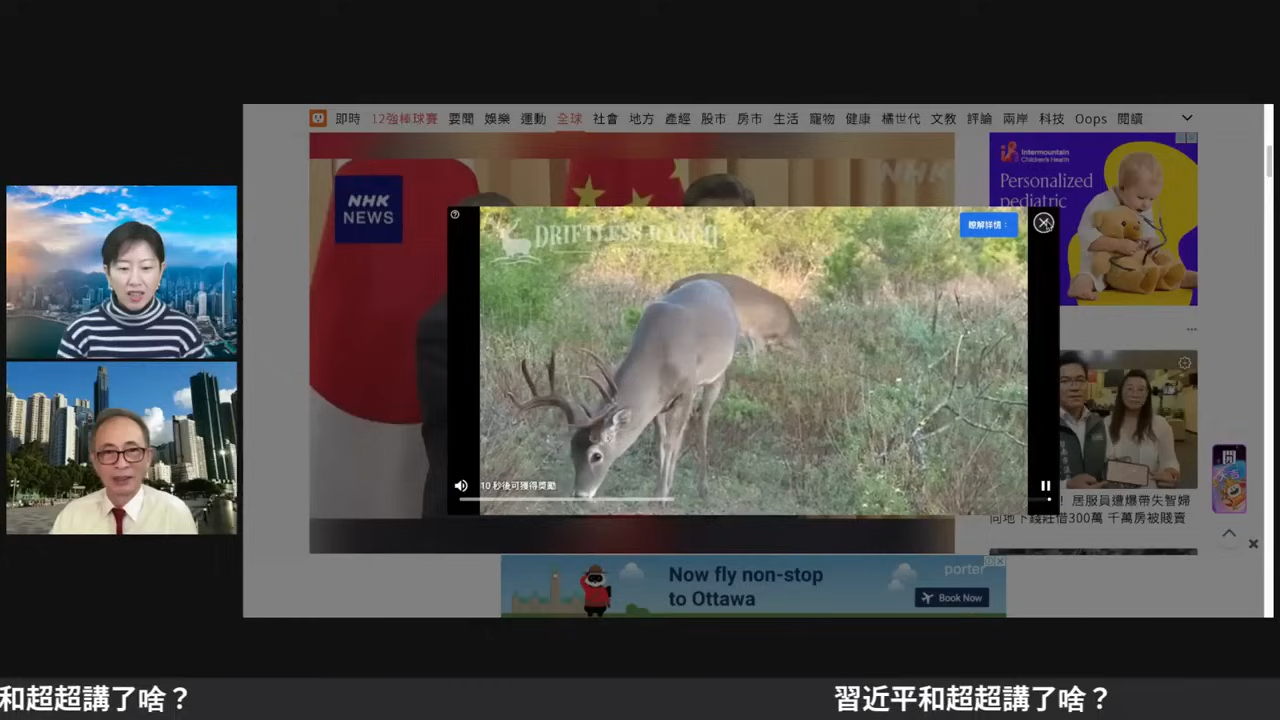 即時 12強棒球賽 要聞 娛樂 運動 全球 社會 地方 產經 股市 房市 生活 寵物 健康 橘世代 文教 評論 兩岸 科技 Oops 閱讀
NHK
NEWS
NHK
DRIFTLESS RANCH
瞭解詳情：
10 秒後可獲得獎勵
Intermountain
Children's Health
Personalized
pediatric
！居服員遭爆帶失智婦
向地下錢莊借300萬 千萬房被賤賣
Now fly non-stop
to Ottawa
porter
Book Now
和超超講了啥？
習近平和超超講了啥？